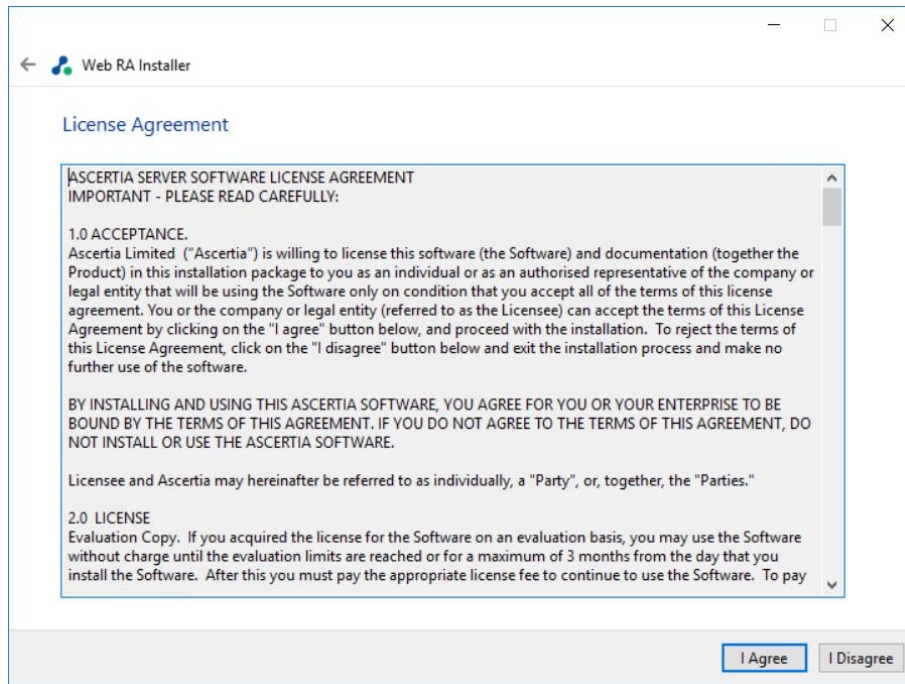 Web RA Installer
License Agreement
ASCERTIA SERVER SOFTWARE LICENSE AGREEMENT
IMPORTANT - PLEASE READ CAREFULLY:
1.0 ACCEPTANCE.
Ascertia Limited  ("Ascertia") is willing to license this software (the Software) and documentation (together the
Product) in this installation package to you as an individual or as an authorised representative of the company or
legal entity that will be using the Software only on condition that you accept all of the terms of this license
agreement. You or the company or legal entity (referred to as the Licensee) can accept the terms of this License
Agreement by clicking on the "I agree" button below, and proceed with the installation.  To reject the terms of
this License Agreement, click on the "I disagree" button below and exit the installation process and make no
further use of the software.
BY INSTALLING AND USING THIS ASCERTIA SOFTWARE, YOU AGREE FOR YOU OR YOUR ENTERPRISE TO BE
BOUND BY THE TERMS OF THIS AGREEMENT. IF YOU DO NOT AGREE TO THE TERMS OF THIS AGREEMENT, DO
NOT INSTALL OR USE THE ASCERTIA SOFTWARE.
Licensee and Ascertia may hereinafter be referred to as individually, a "Party", or, together, the "Parties."
2.0  LICENSE
Evaluation Copy.  If you acquired the license for the Software on an evaluation basis, you may use the Software
without charge until the evaluation limits are reached or for a maximum of 3 months from the day that you
install the Software.  After this you must pay the appropriate license fee to continue to use the Software.  To pay
I Agree
I Disagree